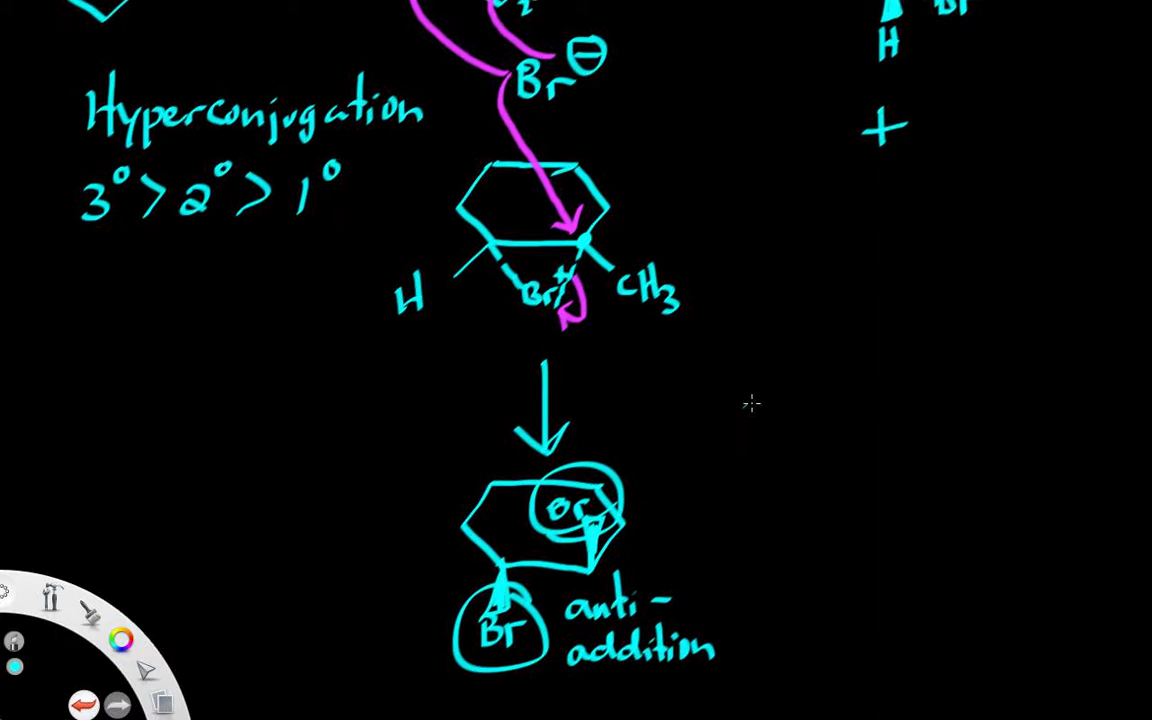 Br
H
Br ⊖
+
Hyperconjugation
3° > 2° > 1°
H
Br+
CH3
Br
Br
anti-
addition